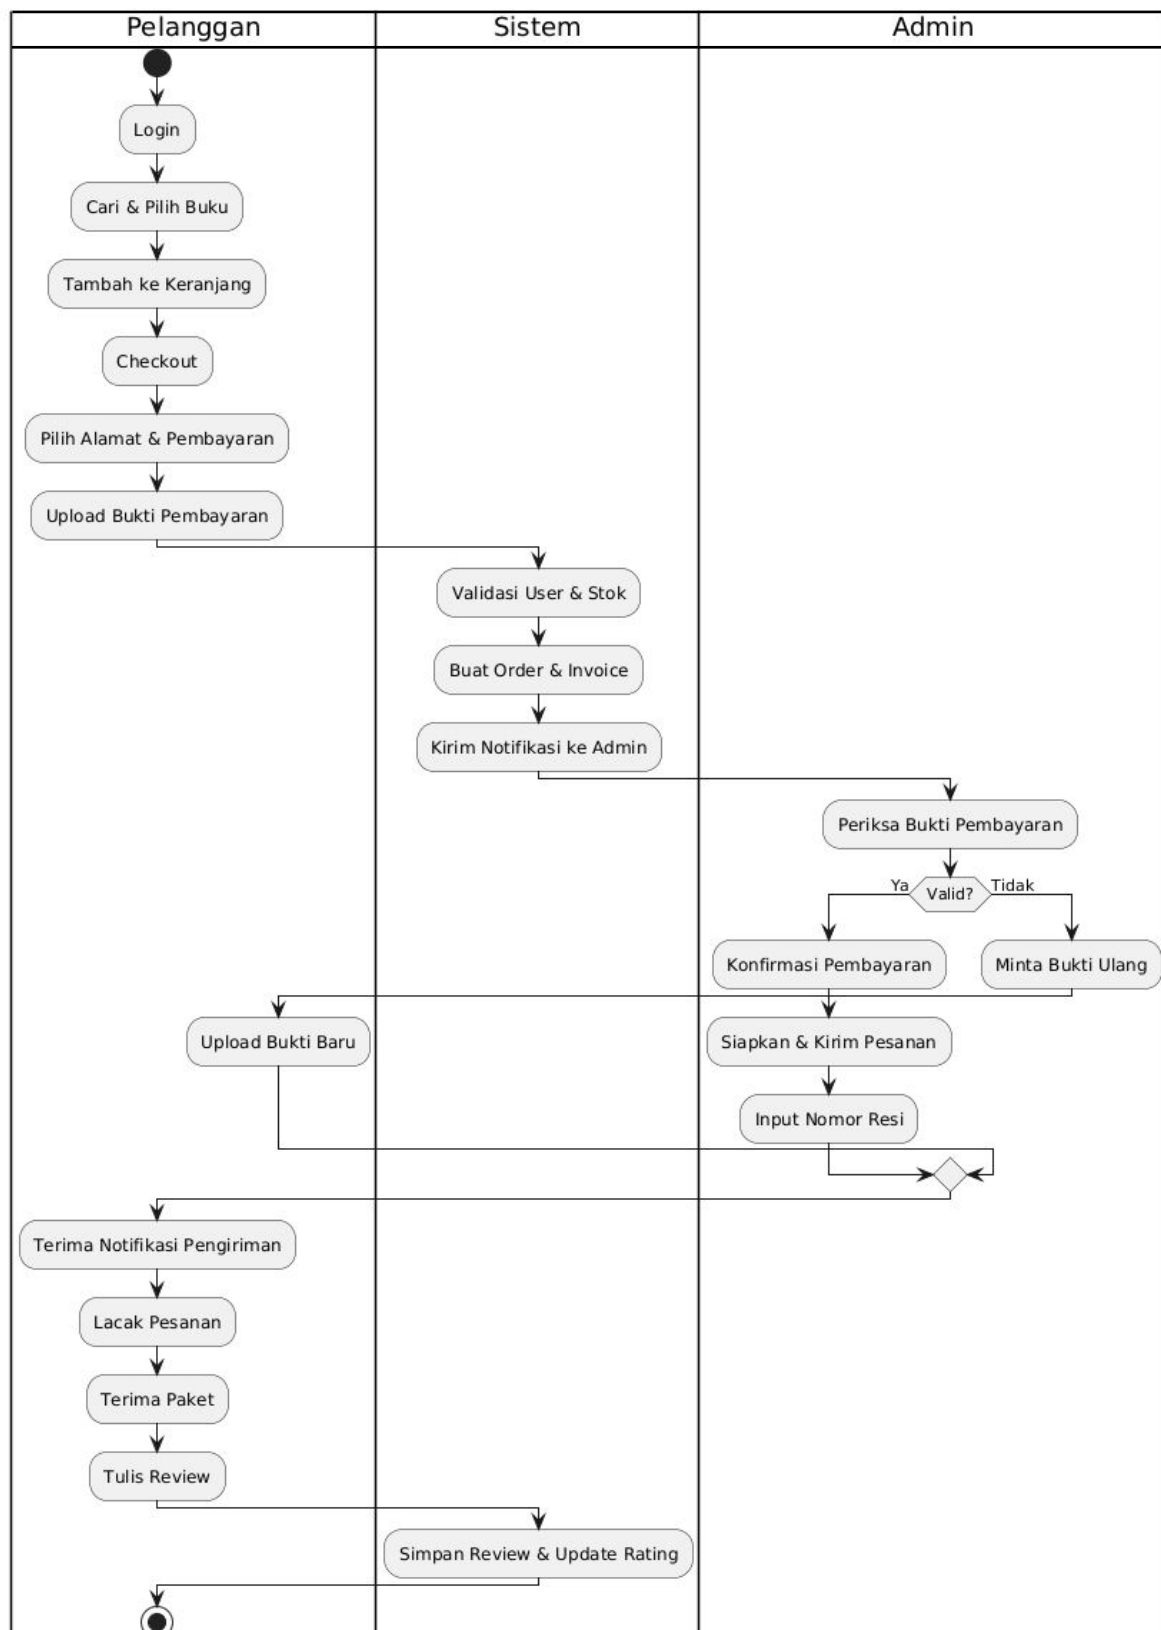 Pelanggan
Sistem
Admin
Login
Cari & Pilih Buku
Tambah ke Keranjang
Checkout
Pilih Alamat & Pembayaran
Upload Bukti Pembayaran
Validasi User & Stok
Buat Order & Invoice
Kirim Notifikasi ke Admin
Periksa Bukti Pembayaran
Ya
Valid?
Tidak
Konfirmasi Pembayaran
Minta Bukti Ulang
Upload Bukti Baru
Siapkan & Kirim Pesanan
Input Nomor Resi
Terima Notifikasi Pengiriman
Lacak Pesanan
Terima Paket
Tulis Review
Simpan Review & Update Rating